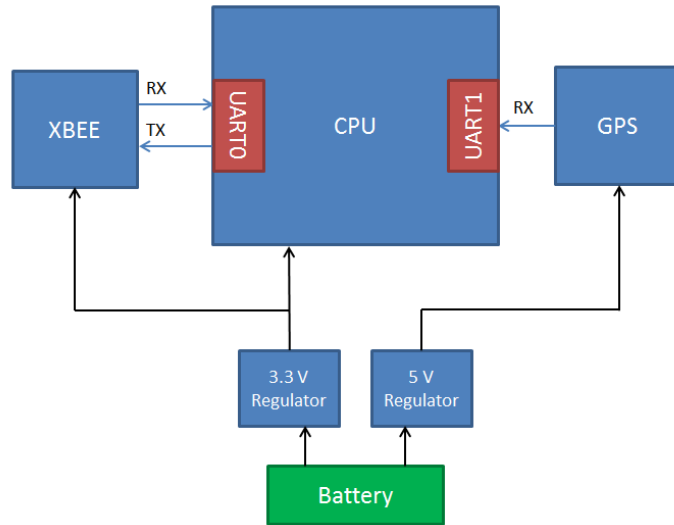 XBEE
RX
TX
UART0
CPU
UART1
RX
GPS
3.3 V
Regulator
5 V
Regulator
Battery